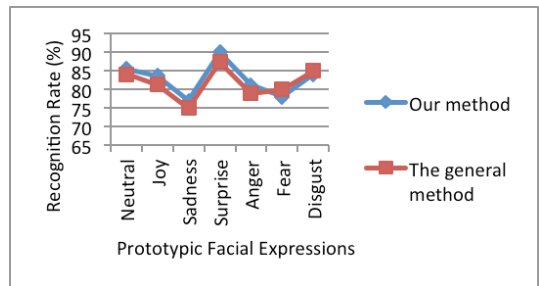 95
90
85
80
75
70
65
Recognition Rate (%)
Neutral
Joy
Sadness
Surprise
Anger
Fear
Disgust
Prototypic Facial Expressions
Our method
The general
method